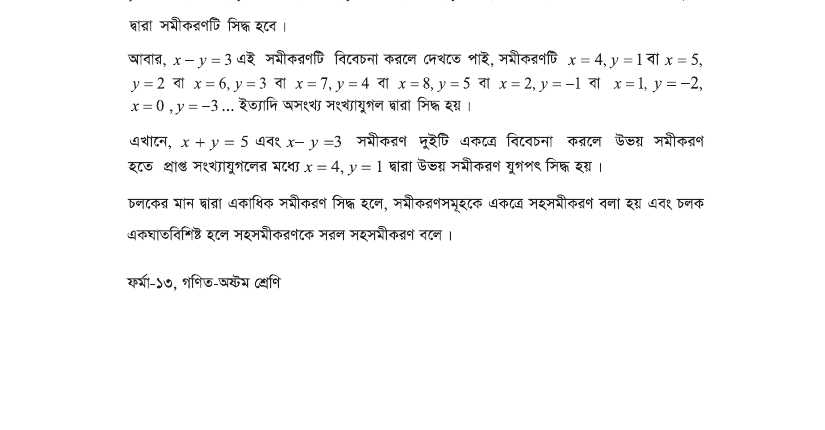 দ্বারা সমীকরণটি সিদ্ধ হবে।
আবার, x − y = 3 এই সমীকরণটি বিবেচনা করলে দেখতে পাই, সমীকরণটি x = 4, y = 1 বা x = 5,
y = 2 বা x = 6, y = 3 বা x = 7, y = 4 বা x = 8, y = 5 বা x = 2, y = −1 বা x = 1, y = −2,
x = 0 , y = −3 ... ইত্যাদি অসংখ্য সংখ্যাযুগল দ্বারা সিদ্ধ হয়।
এখানে, x + y = 5 এবং x− y =3 সমীকরণ দুইটি একত্রে বিবেচনা করলে উভয় সমীকরণ
হতে প্রাপ্ত সংখ্যাযুগলের মধ্যে x = 4, y = 1 দ্বারা উভয় সমীকরণ যুগপৎ সিদ্ধ হয়।
চলকের মান দ্বারা একাধিক সমীকরণ সিদ্ধ হলে, সমীকরণসমূহকে একত্রে সহসমীকরণ বলা হয় এবং চলক
একঘাতবিশিষ্ট হলে সহসমীকরণকে সরল সহসমীকরণ বলে।
ফর্মা-১৩, গণিত-অষ্টম শ্রেণি